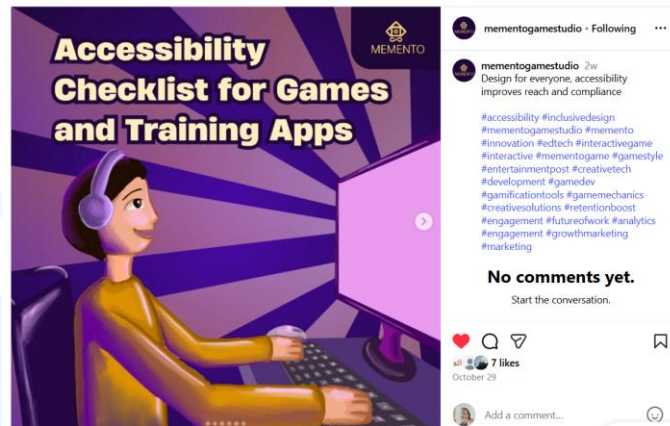 Accessibility
Checklist for Games
and Training Apps
MEMENTO
mementogamestudio · Following
mementogamestudio 2w
Design for everyone, accessibility
improves reach and compliance
#accessibility #inclusivedesign
#mementogamestudio #memento
#innovation #edtech #interactivegame
#interactive #mementogame #gamestyle
#entertainmentpost #creativetech
#development #gamedev
#gamificationtools #gamemechanics
#creativesolutions #retentionboost
#engagement #futureofwork #analytics
#engagement #growthmarketing
#marketing
No comments yet.
Start the conversation.
7 likes
October 29
Add a comment...